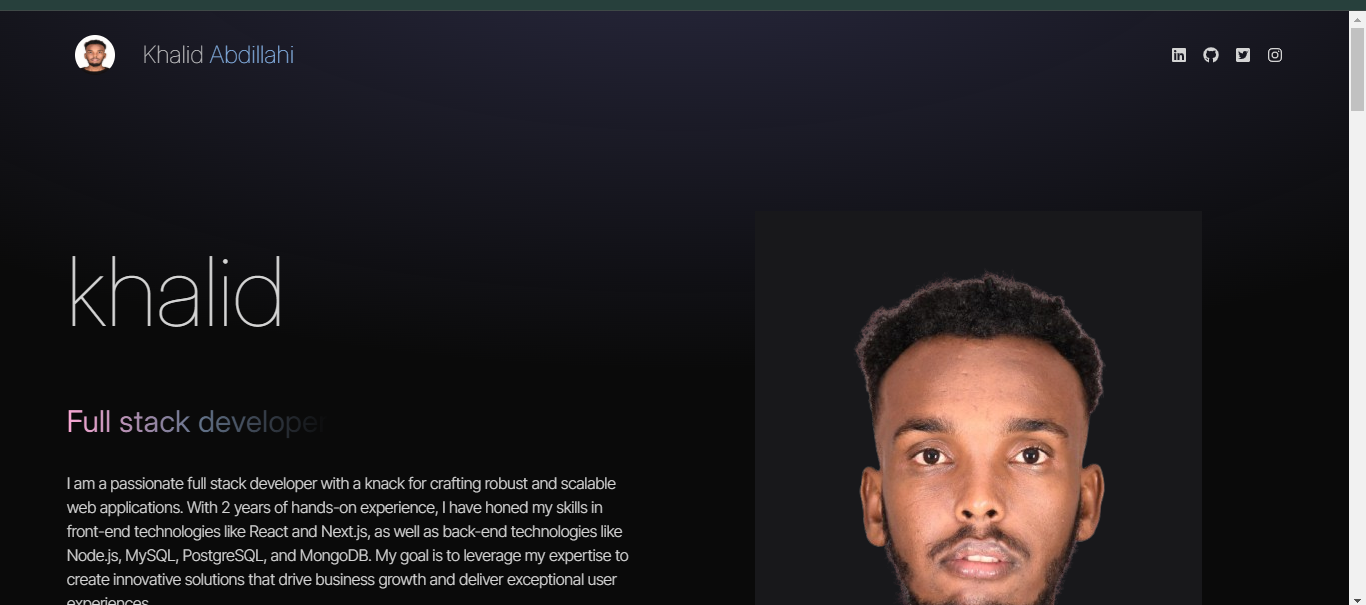 Khalid Abdillahi
khalid
Full stack developer
I am a passionate full stack developer with a knack for crafting robust and scalable
web applications. With 2 years of hands-on experience, I have honed my skills in
front-end technologies like React and Next.js, as well as back-end technologies like
Node.js, MySQL, PostgreSQL, and MongoDB. My goal is to leverage my expertise to
create innovative solutions that drive business growth and deliver exceptional user
experiences.